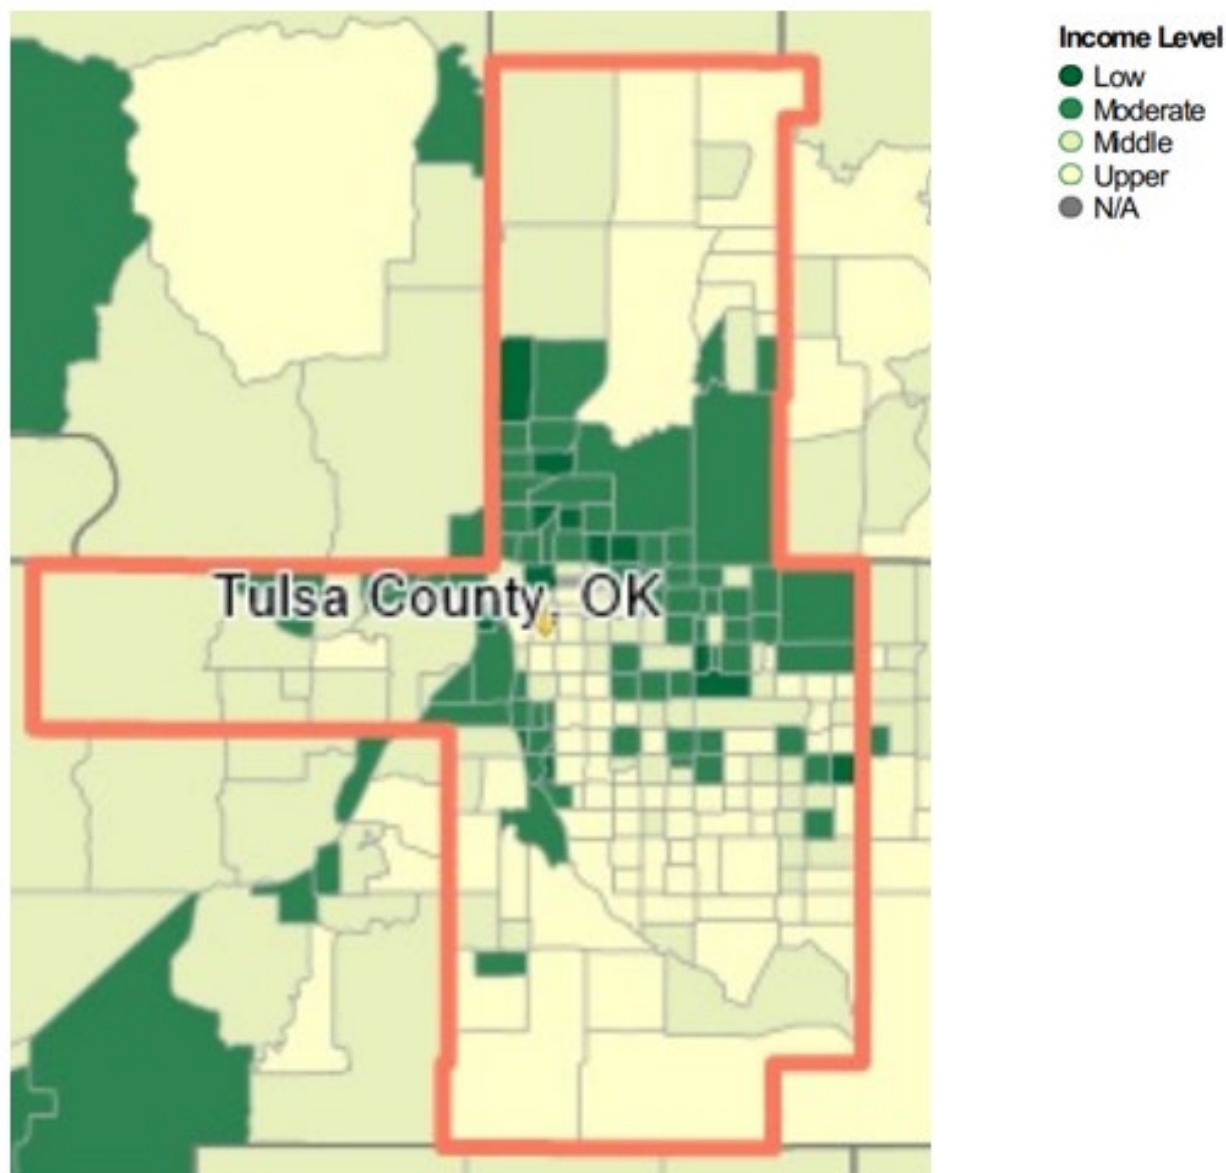 Income Level
Low
Moderate
Middle
Upper
N/A
Tulsa County, OK